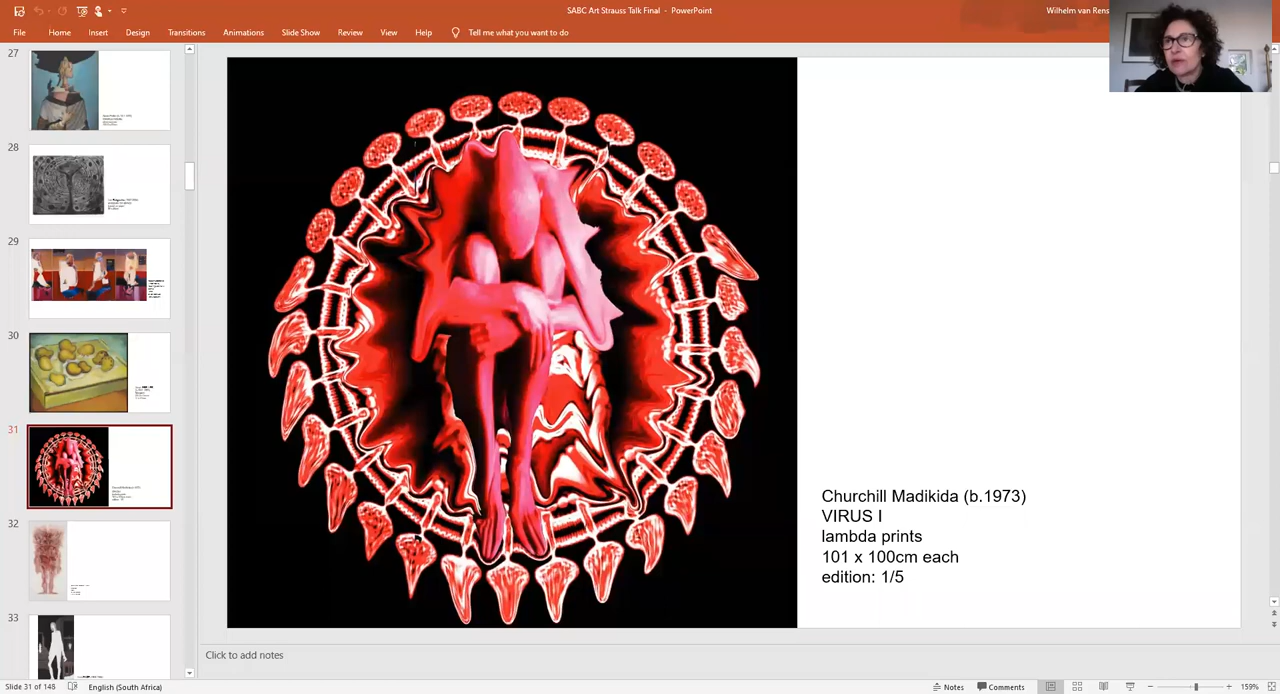 SABC Art Strauss Talk Final - PowerPoint
Wilhelm van Rens
File Home Insert Design Transitions Animations Slide Show Review View Help Tell me what you want to do
27
28
29
30
31
32
33
Churchill Madikida (b.1973)
VIRUS I
lambda prints
101 x 100cm each
edition: 1/5
Click to add notes
Slide 31 of 148 English (South Africa) Notes Comments 159%